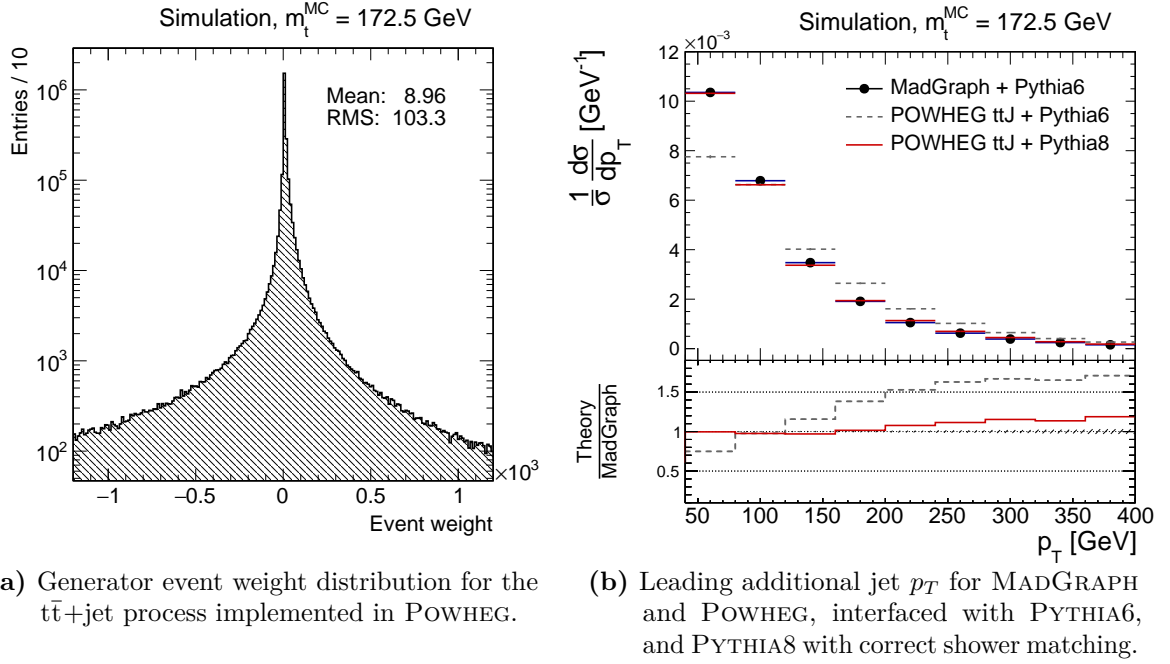 Simulation, m_t^MC = 172.5 GeV
Entries / 10
10^6
10^5
10^4
10^3
10^2
Mean: 8.96
RMS: 103.3
−1
−0.5
0
0.5
1
×10^3
Event weight
a) Generator event weight distribution for the
tt̄+jet process implemented in POWHEG.
Simulation, m_t^MC = 172.5 GeV
×10^−3
1/σ dσ/dp_T [GeV^-1]
12
10
8
6
4
2
0
MadGraph + Pythia6
POWHEG ttJ + Pythia6
POWHEG ttJ + Pythia8
Theory
MadGraph
1.5
1
0.5
50
100
150
200
250
300
350
400
p_T [GeV]
(b) Leading additional jet p_T for MADGRAPH
and POWHEG, interfaced with PYTHIA6,
and PYTHIA8 with correct shower matching.